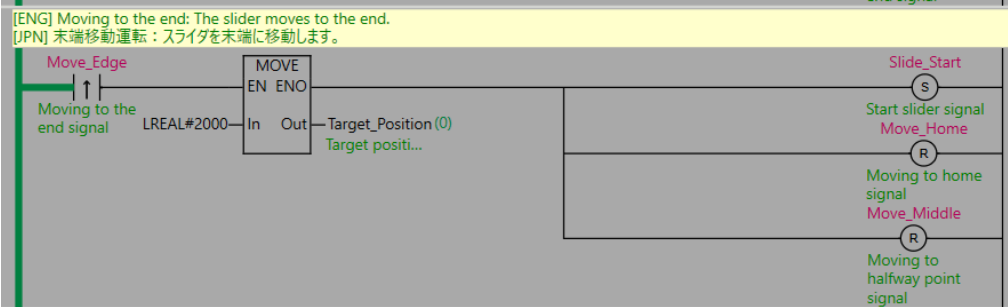 end signal
[ENG] Moving to the end: The slider moves to the end.
[JPN] 末端移動運転：スライダを末端に移動します。
Move_Edge
MOVE
Slide_Start
EN ENO
S
Moving to the
end signal
LREAL#2000
In Out
Target_Position (0)
Target positi...
Start slider signal
Move_Home
R
Moving to home
signal
Move_Middle
R
Moving to
halfway point
signal